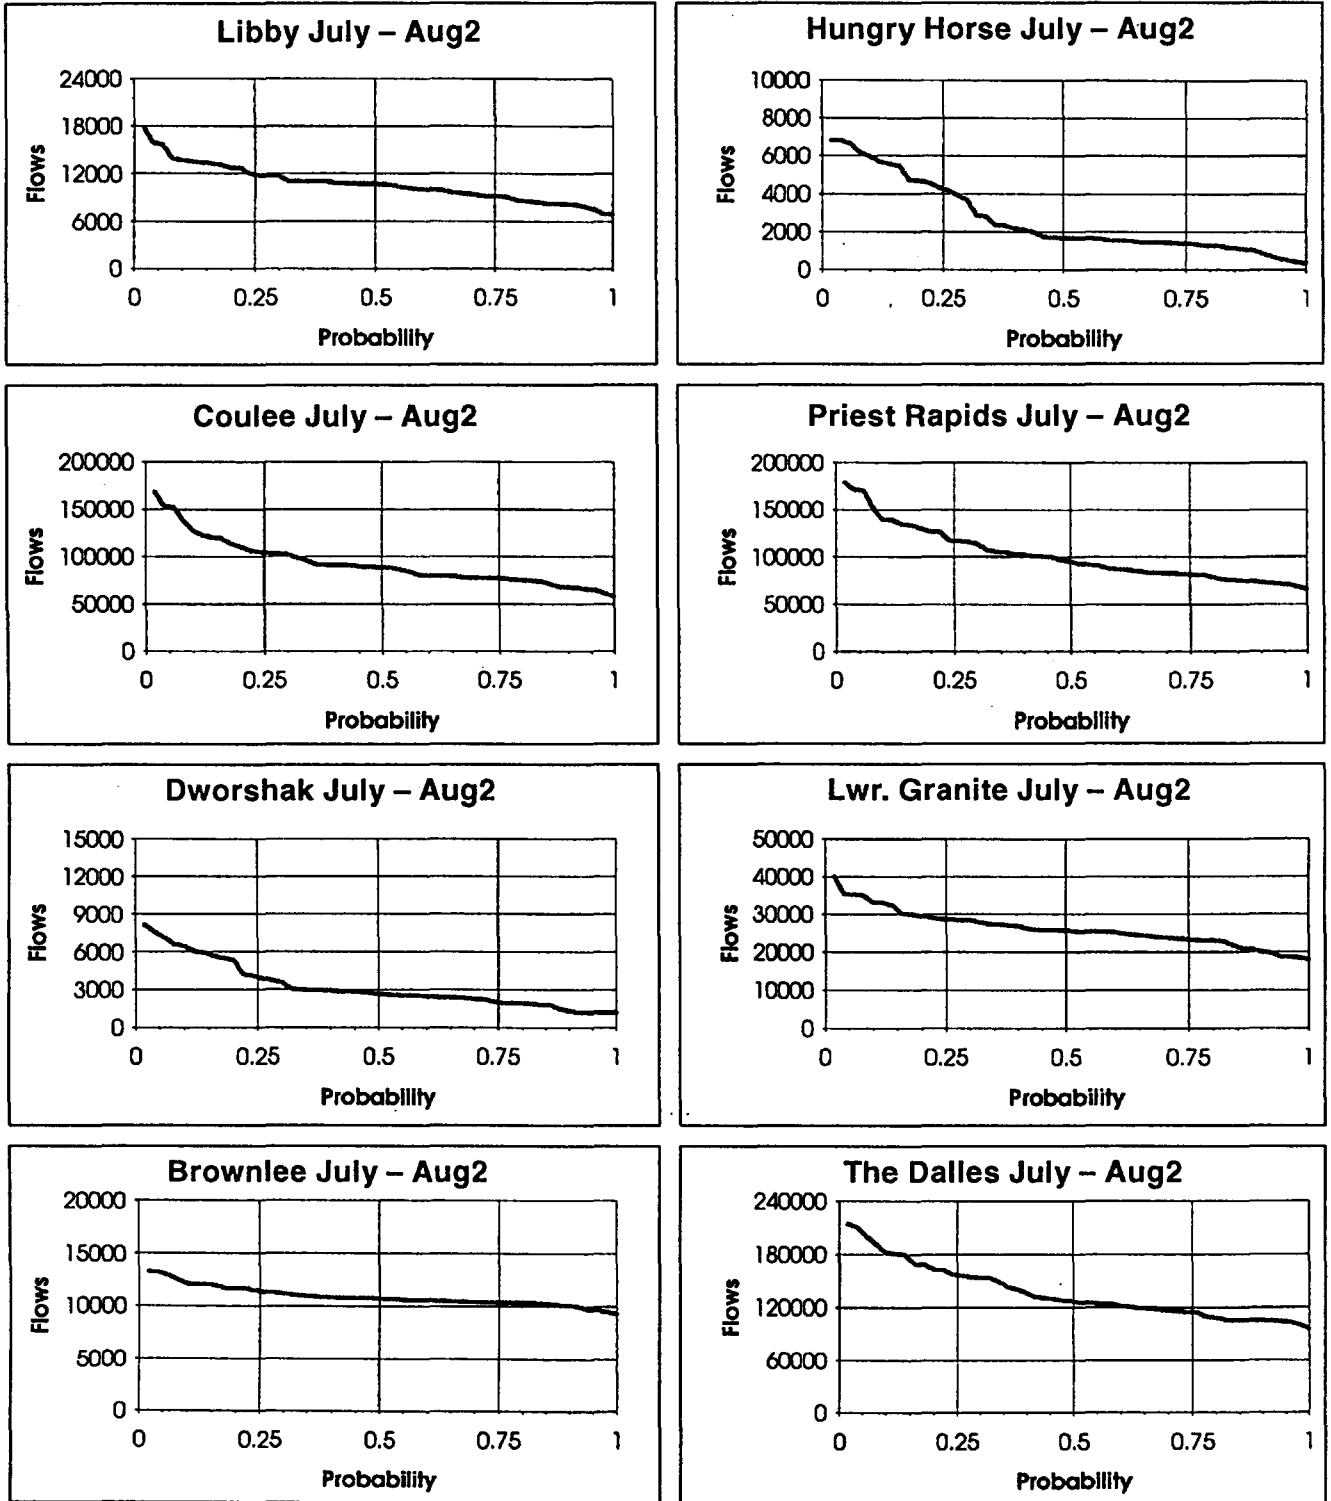 Libby July – Aug2
24000
18000
12000
6000
0
Flows
0 0.25 0.5 0.75 1
Probability
Hungry Horse July – Aug2
10000
8000
6000
4000
2000
0
Flows
0 0.25 0.5 0.75 1
Probability
Coulee July – Aug2
200000
150000
100000
50000
0
Flows
0 0.25 0.5 0.75 1
Probability
Priest Rapids July – Aug2
200000
150000
100000
50000
0
Flows
0 0.25 0.5 0.75 1
Probability
Dworshak July – Aug2
15000
12000
9000
6000
3000
0
Flows
0 0.25 0.5 0.75 1
Probability
Lwr. Granite July – Aug2
50000
40000
30000
20000
10000
0
Flows
0 0.25 0.5 0.75 1
Probability
Brownlee July – Aug2
20000
15000
10000
5000
0
Flows
0 0.25 0.5 0.75 1
Probability
The Dalles July – Aug2
240000
180000
120000
60000
0
Flows
0 0.25 0.5 0.75 1
Probability